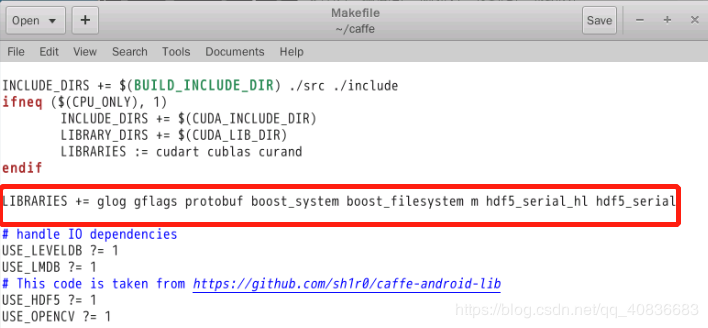 Open
Makefile
~/caffe
Save
File Edit View Search Tools Documents Help
INCLUDE_DIRS += $(BUILD_INCLUDE_DIR) ./src ./include
ifneq ($(CPU_ONLY), 1)
INCLUDE_DIRS += $(CUDA_INCLUDE_DIR)
LIBRARY_DIRS += $(CUDA_LIB_DIR)
LIBRARIES := cudart cublas curand
endif
LIBRARIES += glog gflags protobuf boost_system boost_filesystem m hdf5_serial_hl hdf5_serial
# handle IO dependencies
USE_LEVELDB ?= 1
USE_LMDB ?= 1
# This code is taken from https://github.com/sh1r0/caffe-android-lib
USE_HDF5 ?= 1
USE_OPENCV ?= 1
https://blog.csdn.net/qq_40836683